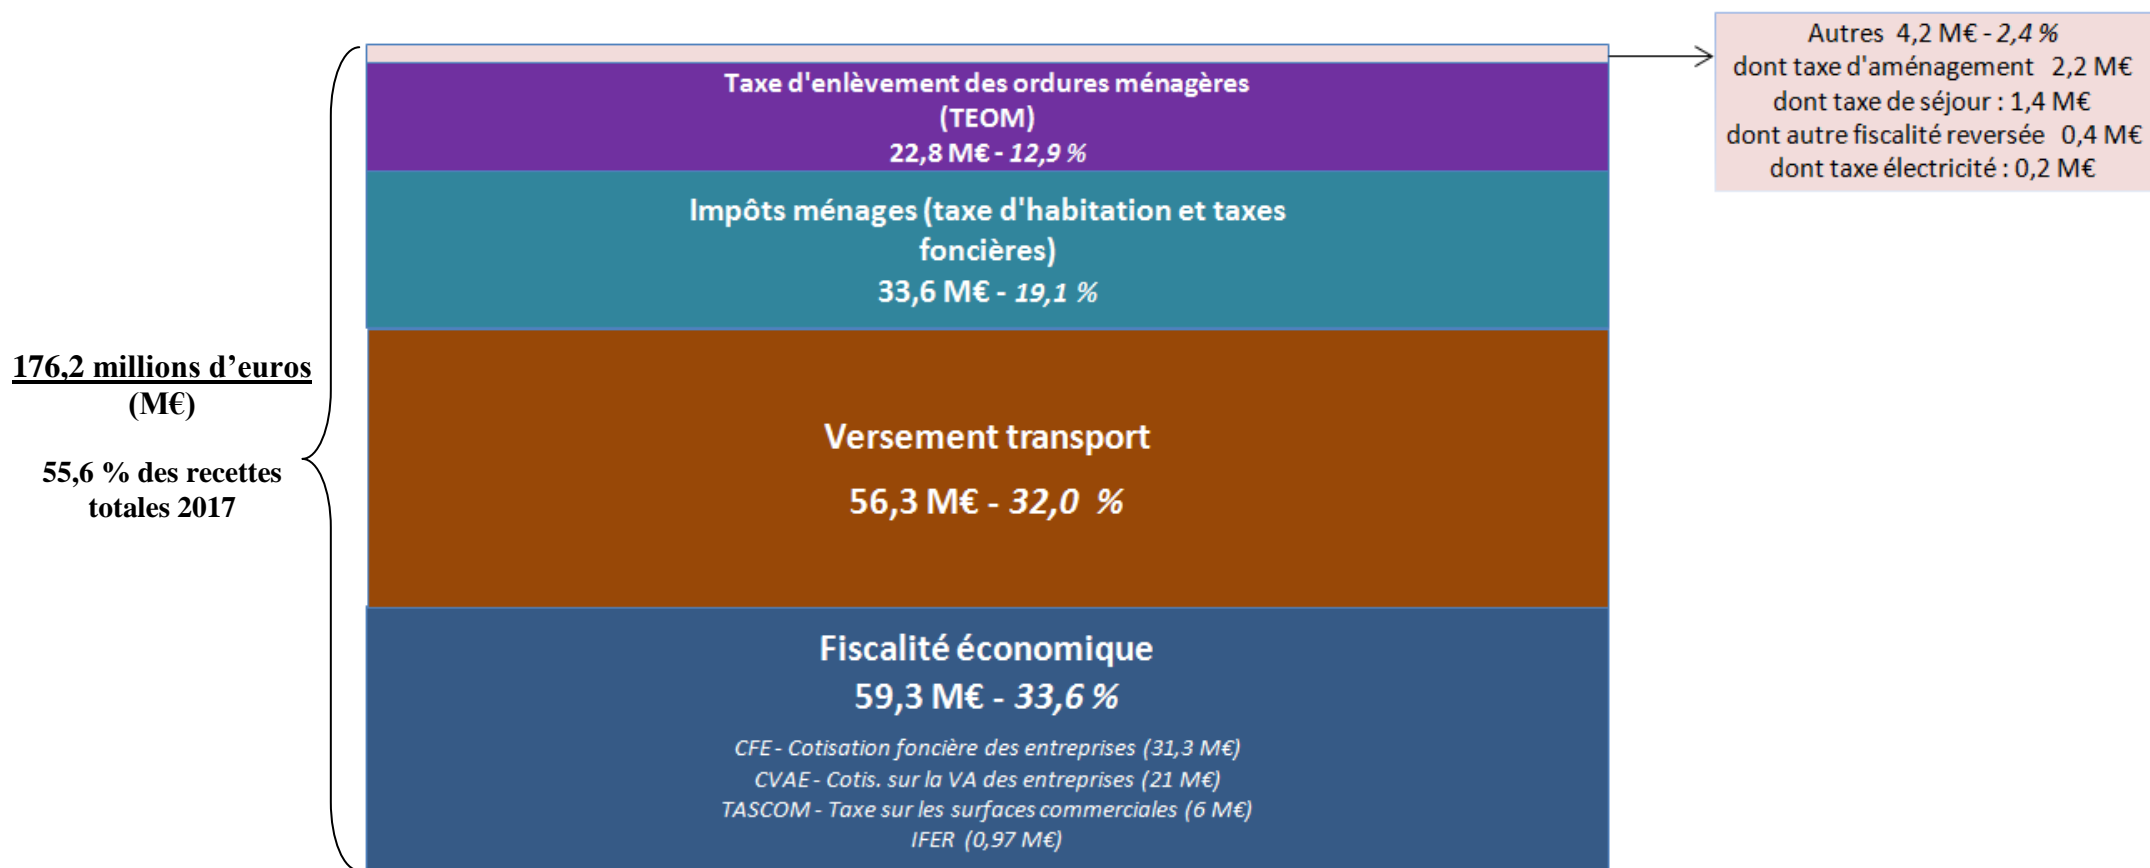 176,2 millions d’euros
(M€)
55,6 % des recettes
totales 2017
Taxe d'enlèvement des ordures ménagères
(TEOM)
22,8 M€ - 12,9 %
Impôts ménages (taxe d'habitation et taxes
foncières)
33,6 M€ - 19,1 %
Versement transport
56,3 M€ - 32,0 %
Fiscalité économique
59,3 M€ - 33,6 %
CFE - Cotisation foncière des entreprises (31,3 M€)
CVAE - Cotis. sur la VA des entreprises (21 M€)
TASCOM - Taxe sur les surfaces commerciales (6 M€)
IFER (0,97 M€)
Autres 4,2 M€ - 2,4 %
dont taxe d'aménagement 2,2 M€
dont taxe de séjour : 1,4 M€
dont autre fiscalité reversée 0,4 M€
dont taxe électricité : 0,2 M€